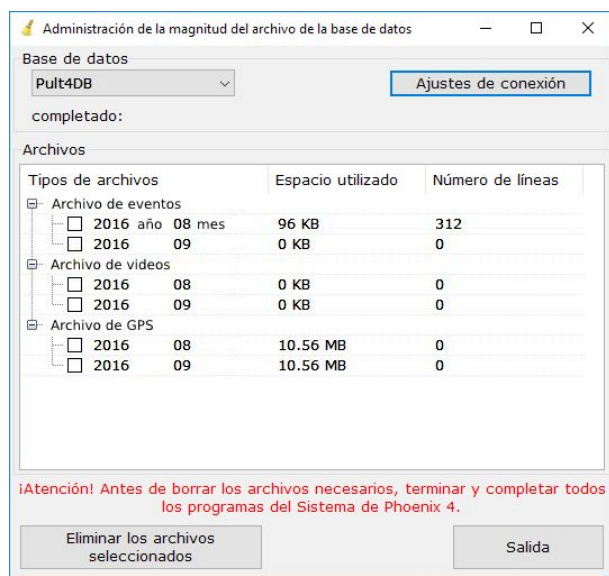 Administración de la magnitud del archivo de la base de datos
Base de datos
Pult4DB
Ajustes de conexión
completado:
Archivos
Tipos de archivos Espacio utilizado Número de líneas
Archivo de eventos
2016 año 08 mes 96 KB 312
2016 09 0 KB 0
Archivo de videos
2016 08 0 KB 0
2016 09 0 KB 0
Archivo de GPS
2016 08 10.56 MB 0
2016 09 10.56 MB 0
¡Atención! Antes de borrar los archivos necesarios, terminar y completar todos
los programas del Sistema de Phoenix 4.
Eliminar los archivos
seleccionados
Salida